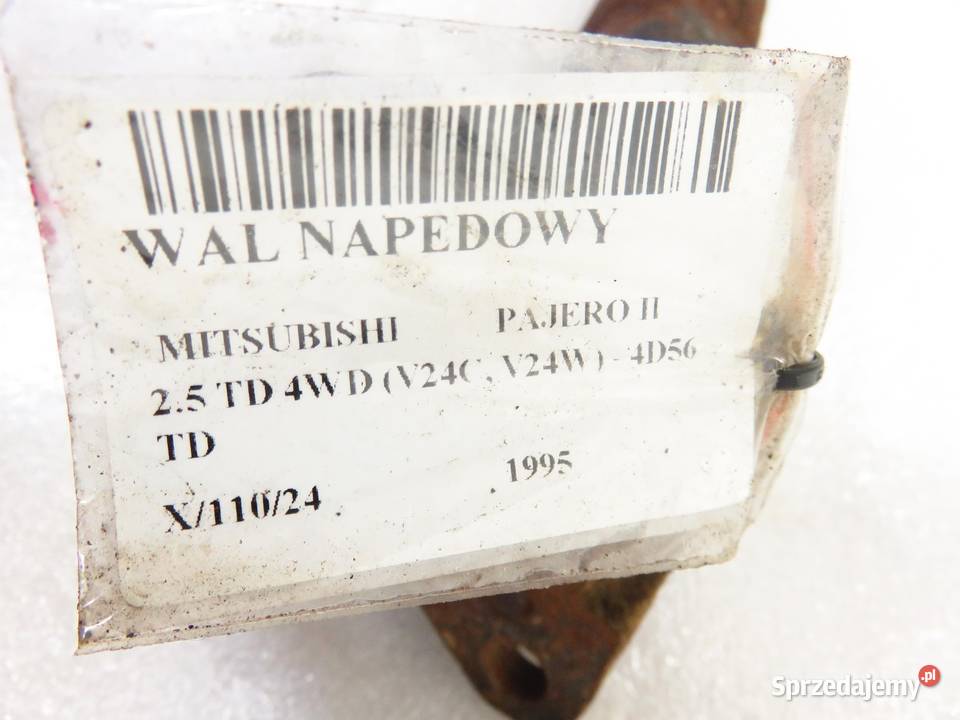 WAL NAPEDOWY
MITSUBISHI PAJERO II
2.5 TD 4WD (V24C, V24W) - 4D56
TD
1995
X/110/24
Sprzedajemy.pl